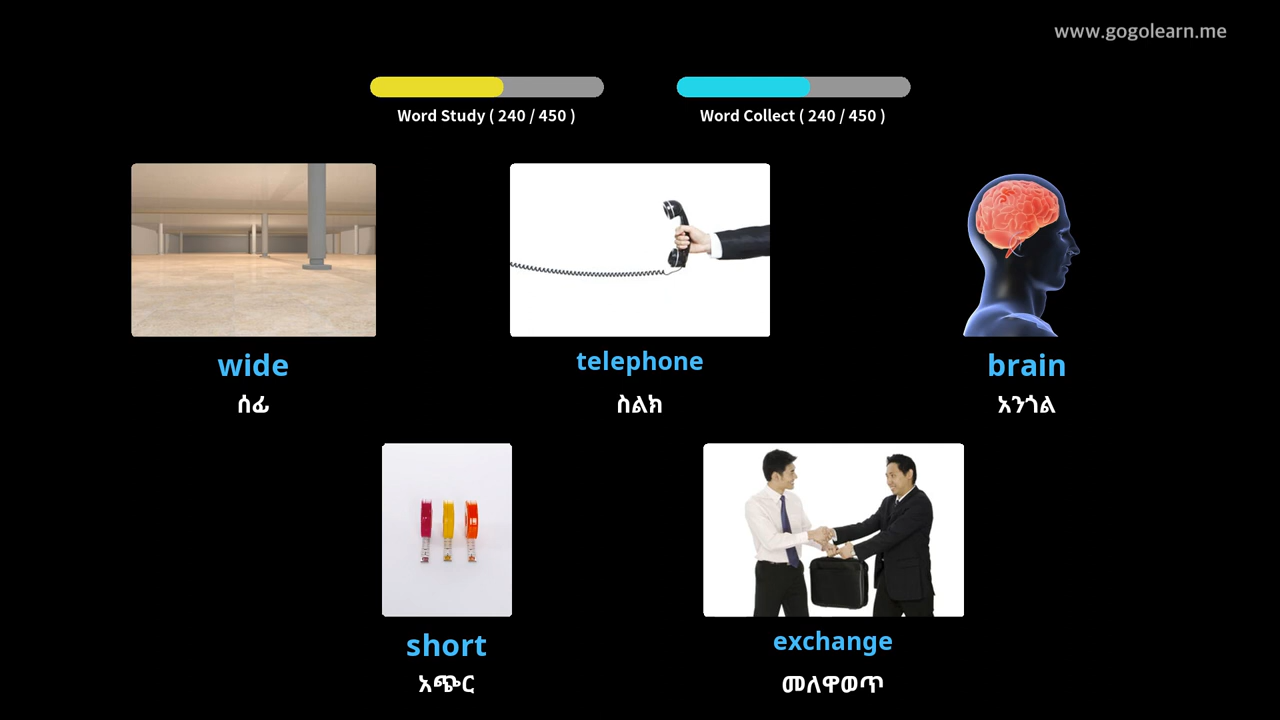 www.gogolearn.me
Word Study ( 240 / 450 )
Word Collect ( 240 / 450 )
wide
ሰፊ
telephone
ስልክ
brain
አንጎል
short
አጭር
exchange
መለዋወጥ